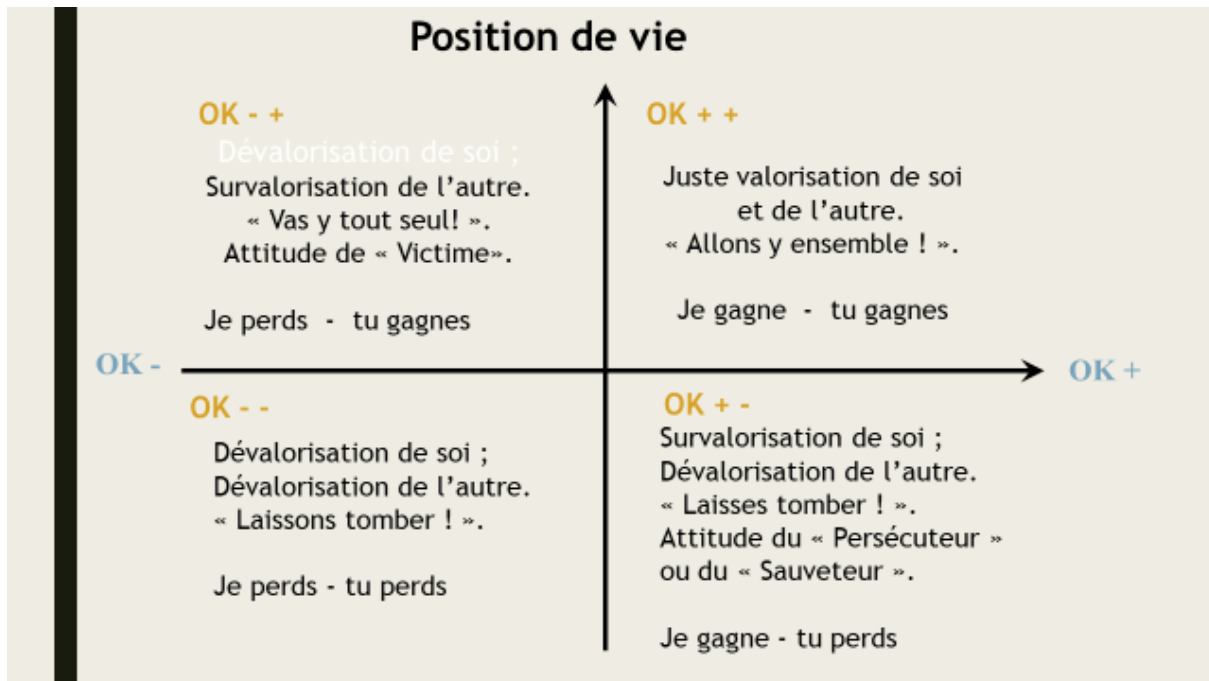 Position de vie
OK - +
Dévalorisation de soi ;
Survalorisation de l'autre.
« Vas y tout seul! ».
Attitude de « Victime».
Je perds - tu gagnes
OK + +
Juste valorisation de soi
et de l'autre.
« Allons y ensemble ! ».
Je gagne - tu gagnes
OK -
OK +
OK - -
Dévalorisation de soi ;
Dévalorisation de l'autre.
« Laissons tomber ! ».
Je perds - tu perds
OK + -
Survalorisation de soi ;
Dévalorisation de l'autre.
« Laisses tomber ! ».
Attitude du « Persécuteur »
ou du « Sauveteur ».
Je gagne - tu perds